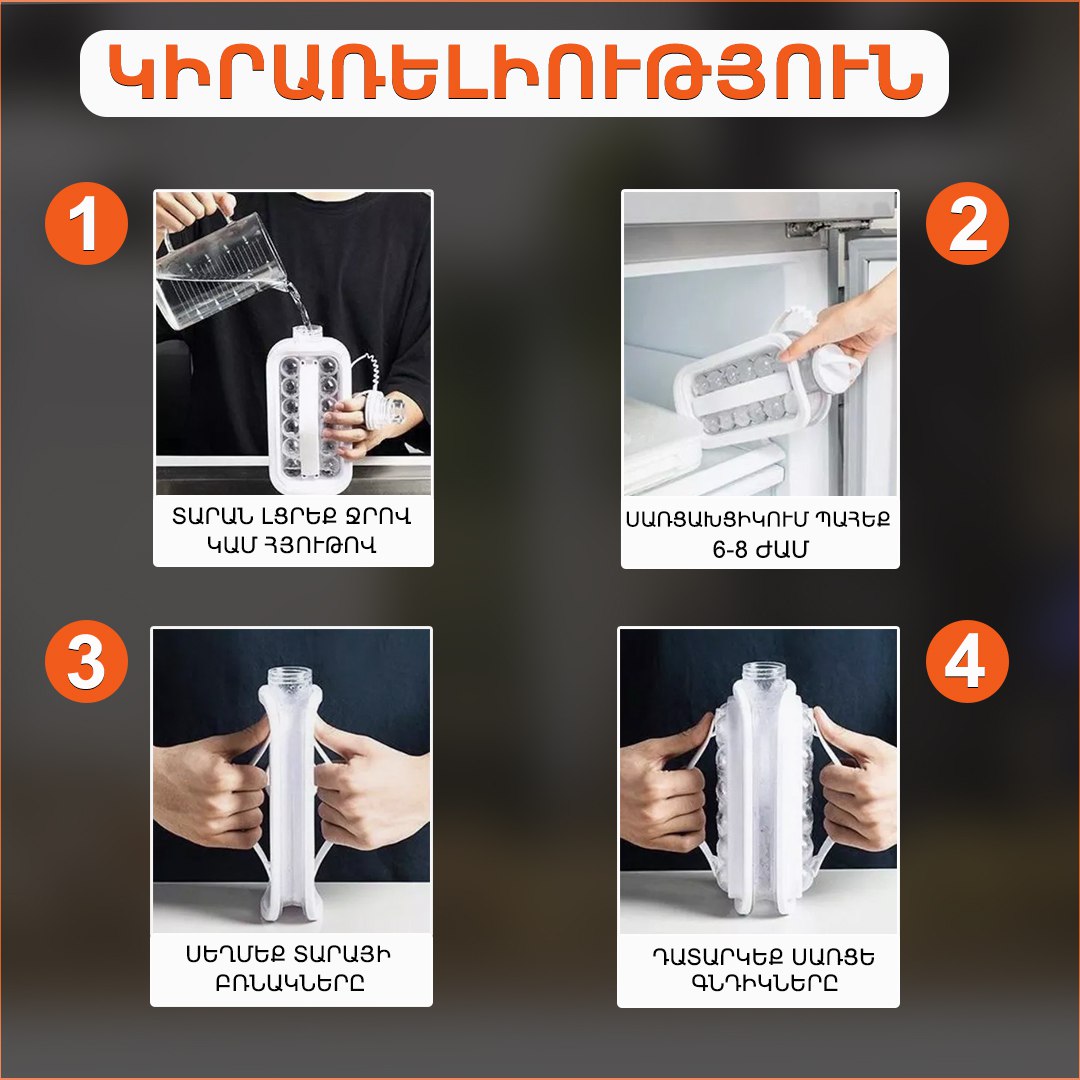 ԿԻՐԱՌԵԼԻՈՒԹՅՈՒՆ
1
ՏԱՐԱՆ ԼՑՐԵՔ ՋՐՈՎ
ԿԱՄ ՀՅՈՒԹՈՎ
2
ՍԱՌՑԱԽՑԻԿՈՒՄ ՊԱՀԵՔ
6-8 ԺԱՄ
3
ՍԵՂՄԵՔ ՏԱՐԱՅԻ
ԲՌՆԱԿՆԵՐԸ
4
ԴԱՏԱՐԿԵՔ ՍԱՌՑԵ
ԳՆԴԻԿՆԵՐԸ